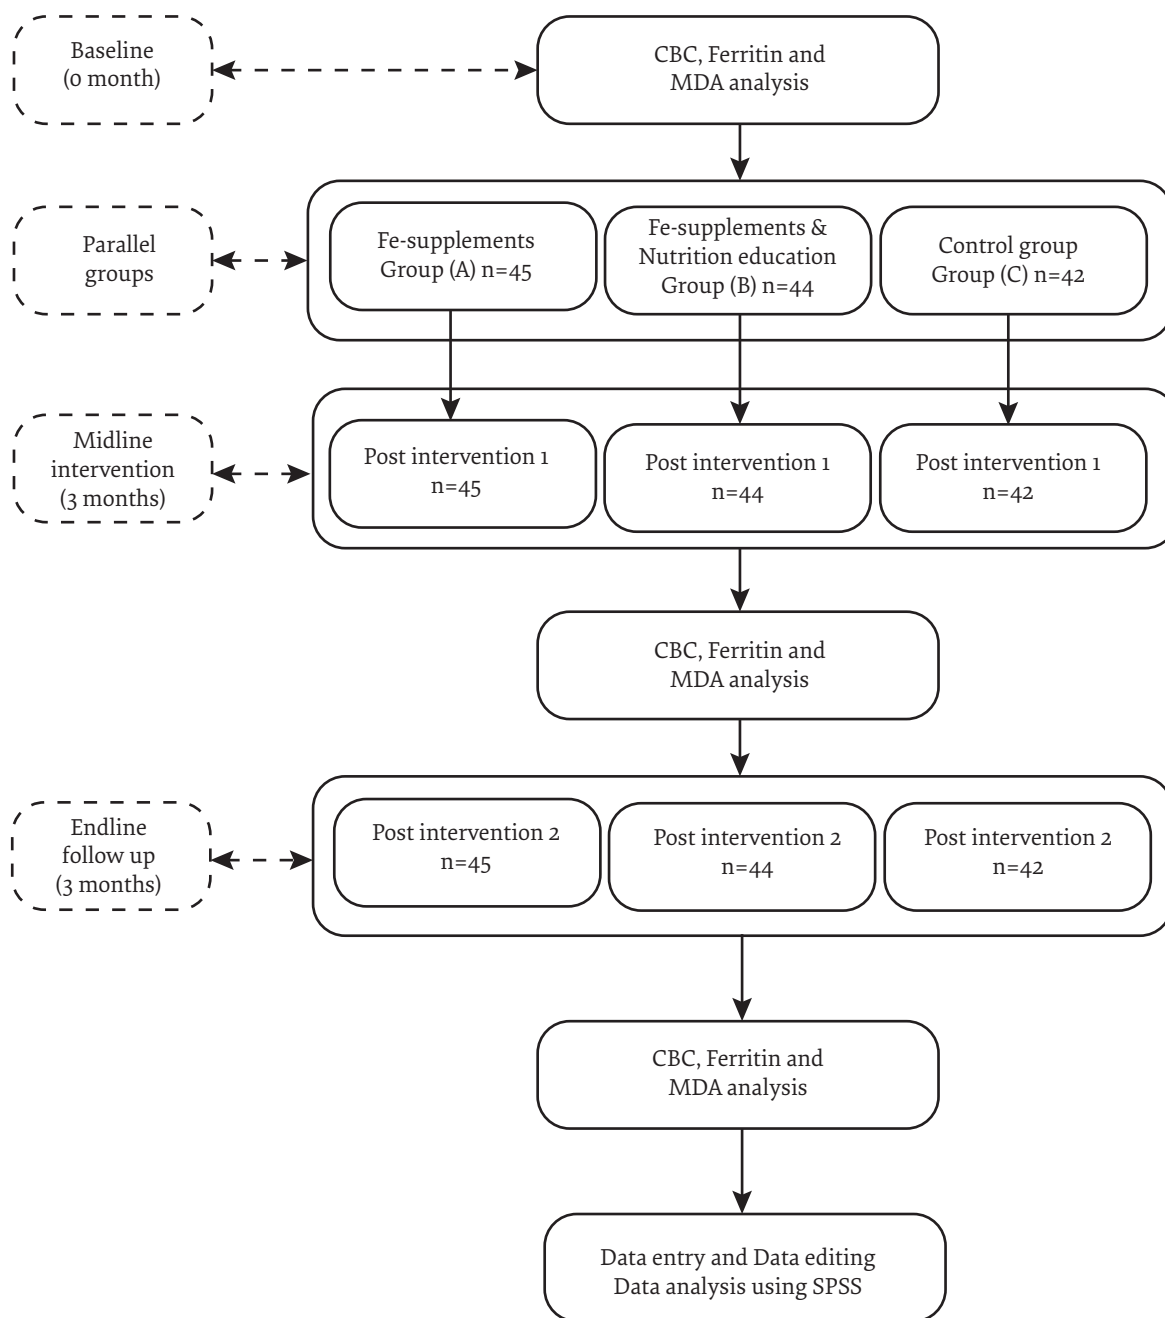 Baseline
(0 month)
CBC, Ferritin and
MDA analysis
Parallel
groups
Fe-supplements
Group (A) n=45
Fe-supplements &
Nutrition education
Group (B) n=44
Control group
Group (C) n=42
Midline
intervention
(3 months)
Post intervention 1
n=45
Post intervention 1
n=44
Post intervention 1
n=42
CBC, Ferritin and
MDA analysis
Endline
follow up
(3 months)
Post intervention 2
n=45
Post intervention 2
n=44
Post intervention 2
n=42
CBC, Ferritin and
MDA analysis
Data entry and Data editing
Data analysis using SPSS